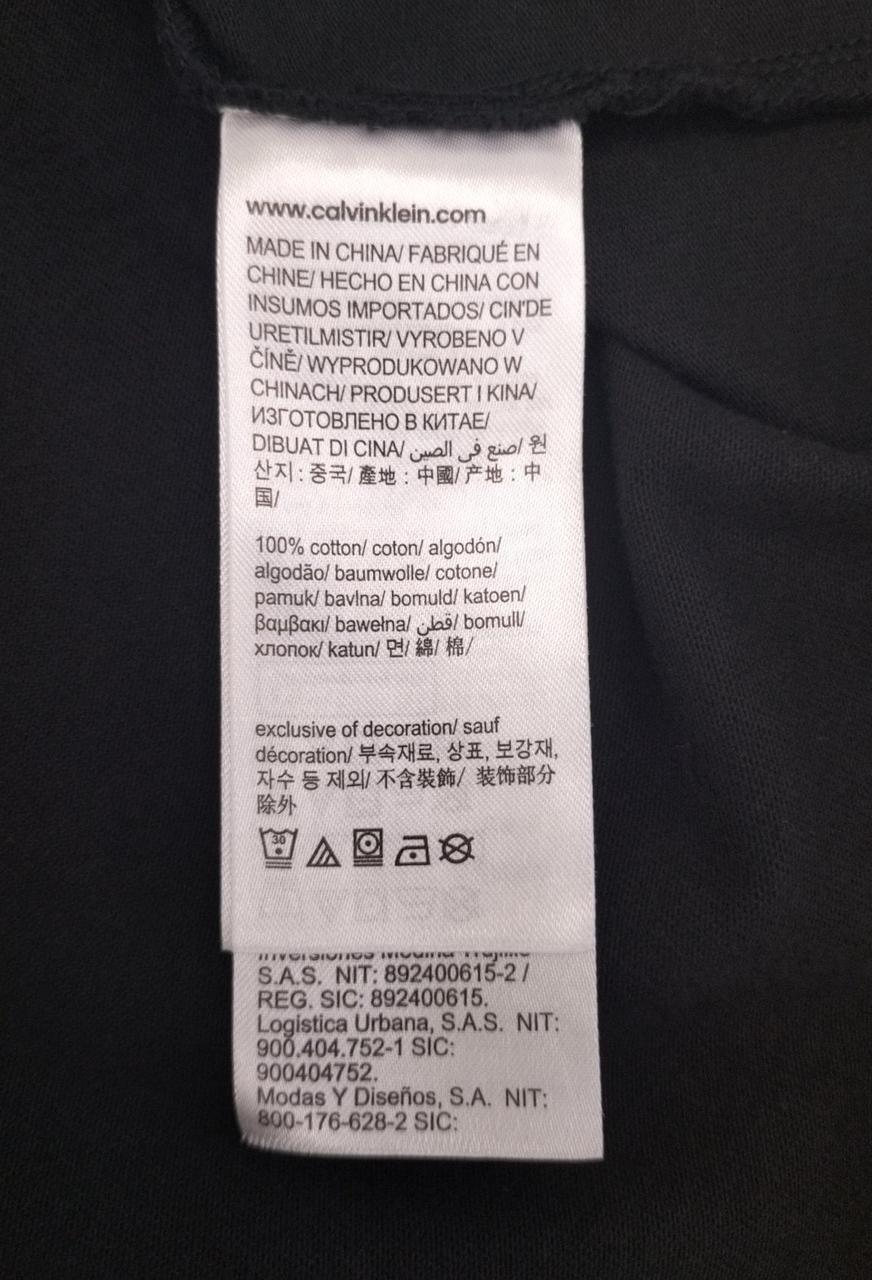 www.calvinklein.com
MADE IN CHINA/ FABRIQUÉ EN
CHINE/ HECHO EN CHINA CON
INSUMOS IMPORTADOS/ CIN'DE
URETILMISTIR/ VYROBENO V
ČÍNĚ/ WYPRODUKOWANO W
CHINACH/ PRODUSERT I KINA/
ИЗГОТОВЛЕНО В КИТАЕ/
DIBUAT DI CINA/ صنع في الصين/ 원
산지 : 중국/ 產地 : 中國/ 产地 : 中
国/
100% cotton/ coton/ algodón/
algodão/ baumwolle/ cotone/
pamuk/ bavlna/ bomuld/ katoen/
βαμβακι/ bawełna/ قطن/ bomull/
хлопок/ katun/ 면/ 綿/ 棉/
exclusive of decoration/ sauf
décoration/ 부속재료, 상표, 보강재,
자수 등 제외/ 不含裝飾/ 装饰部分
除外
30
S.A.S. NIT: 892400615-2 /
REG. SIC: 892400615.
Logistica Urbana, S.A.S. NIT:
900.404.752-1 SIC:
900404752.
Modas Y Diseños, S.A. NIT:
800-176-628-2 SIC: